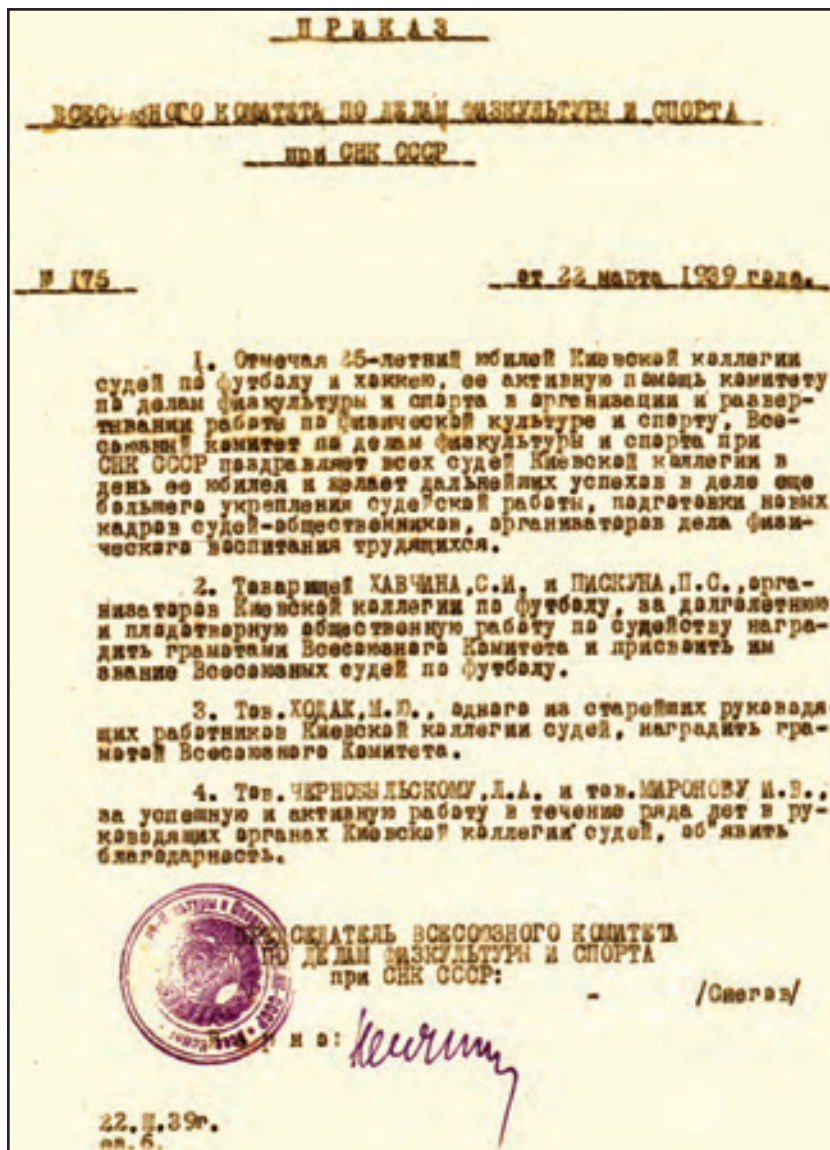 ПРИКАЗ
ВСЕСОЮЗНОГО КОМИТЕТА ПО ДЕЛАМ ФИЗКУЛЬТУРЫ И СПОРТА
при СНК СССР
№ 175
от 22 марта 1939 года.
1. Отмечая 25-летний юбилей Киевской коллегии
судей по футболу и хоккею, ее активную помощь комитету
по делам физкультуры и спорта в организации и развер-
тывании работы по физической культуре и спорту, Все-
союзный комитет по делам физкультуры и спорта при
СНК СССР поздравляет всех судей Киевской коллегии в
день ее юбилея и желает дальнейших успехов в деле еще
большего укрепления судейской работы, подготовки новых
кадров судей-общественников, организаторов дела физи-
ческого воспитания трудящихся.
2. Товарищей ХАВЧИНА,С.И. и ПИСКУНА,П.С.,орга-
низаторов Киевской коллегии по футболу, за долголетнюю
и плодотворную общественную работу по судейству награ-
дить грамотами Всесоюзного Комитета и присвоить им
звание Всесоюзных судей по футболу.
3. Тов.ХОДАК,М.Ю., одного из старейших руководя-
щих работников Киевской коллегии судей, наградить гра-
мотой Всесоюзного Комитета.
4. Тов.ЧЕРНОБЫЛЬСКОМУ,Л.А. и тов.МИРОНОВУ И.В.,
за успешную и активную работу в течение ряда лет в ру-
ководящих органах Киевской коллегии судей, об"явить
благодарность.
ПРЕДСЕДАТЕЛЬ ВСЕСОЮЗНОГО КОМИТЕТА
ПО ДЕЛАМ ФИЗКУЛЬТУРЫ И СПОРТА
при СНК СССР:
- /Снегов/
22.Ш.39г.